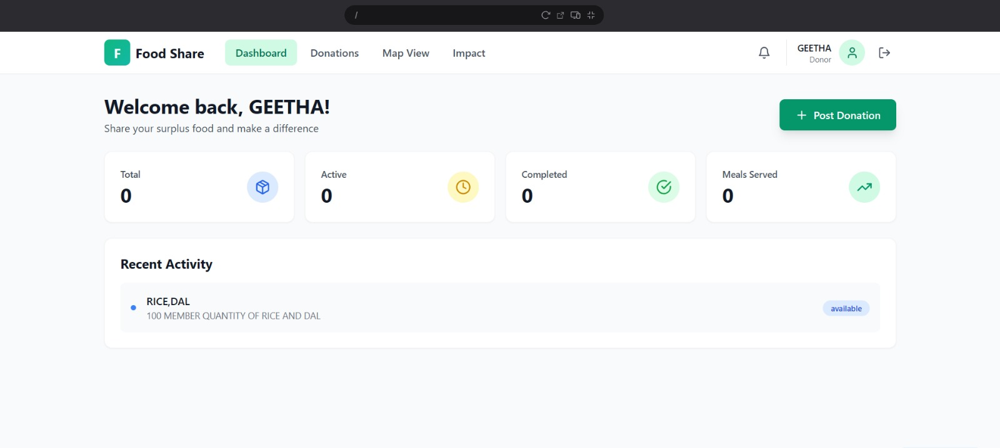 /
F Food Share Dashboard Donations Map View Impact GEETHA
Donor
Welcome back, GEETHA!
Share your surplus food and make a difference
+ Post Donation
Total
0
Active
0
Completed
0
Meals Served
0
Recent Activity
RICE,DAL
100 MEMBER QUANTITY OF RICE AND DAL
available